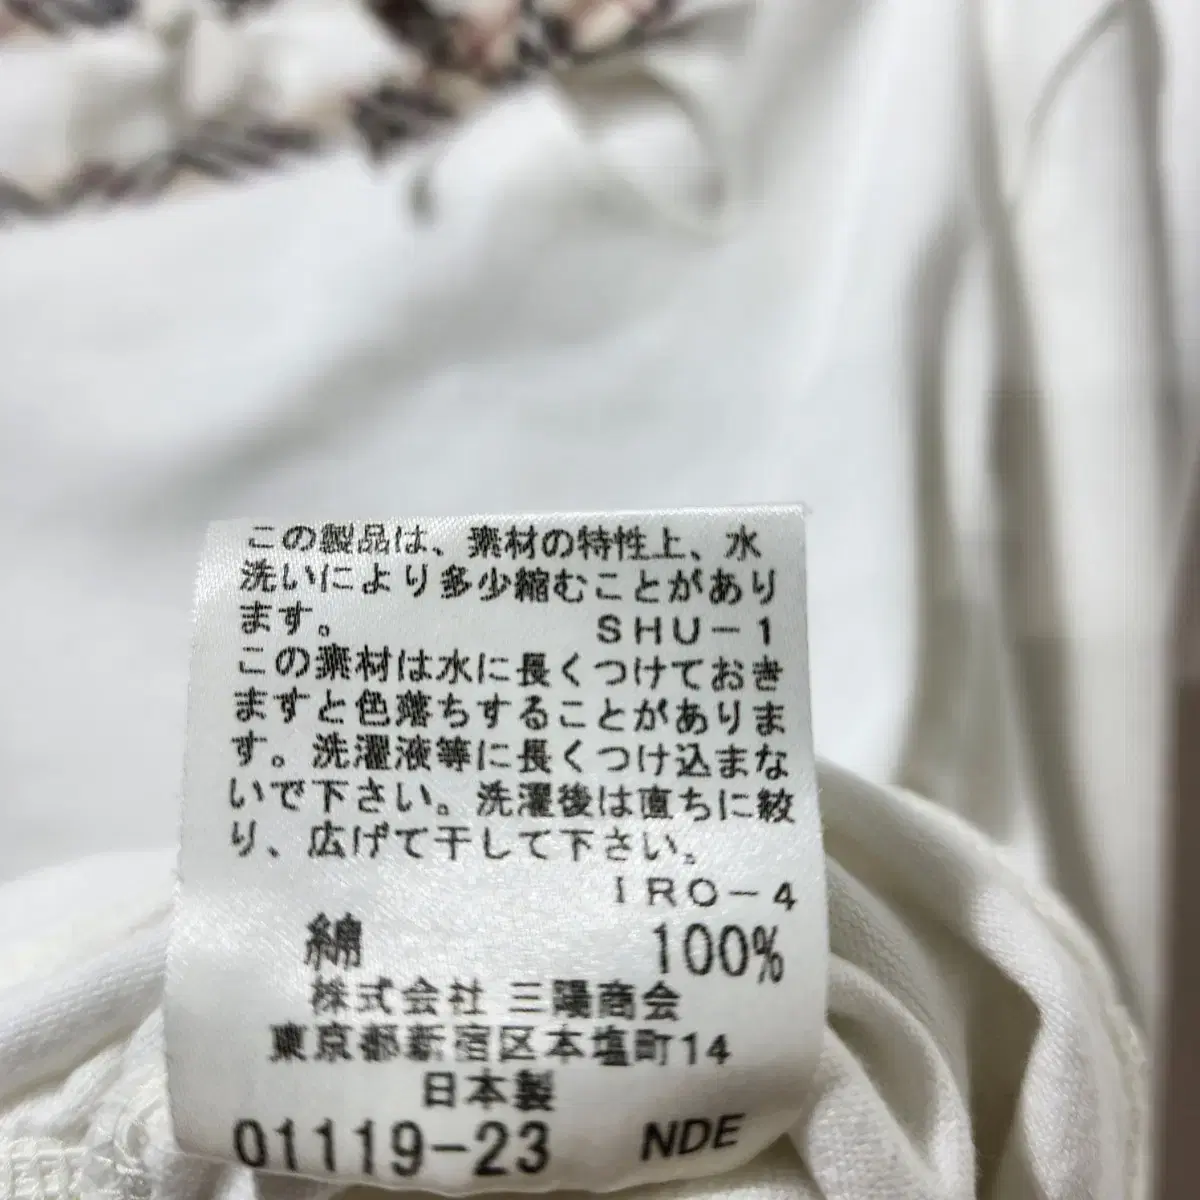 この製品は、素材の特性上、水
洗いにより多少縮むことがあり
ます。 SHU-1
この素材は水に長くつけておき
ますと色落ちすることがありま
す。洗濯液等に長くつけ込まな
いで下さい。洗濯後は直ちに絞
り、広げて干して下さい。
IRO-4
綿 100%
株式会社 三陽商会
東京都新宿区本塩町14
日本製
01119-23 NDE